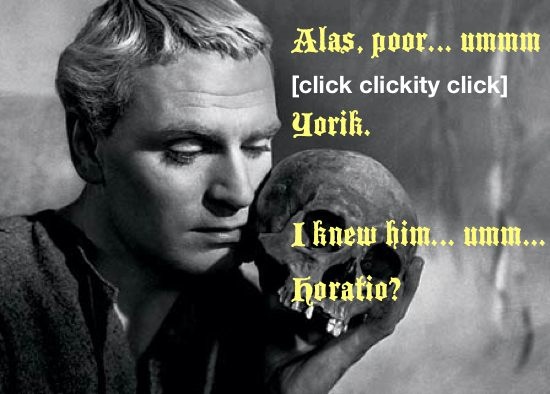 Alas, poor... ummm
[click clickity click]
Yorik.
I knew him... umm...
Horatio?